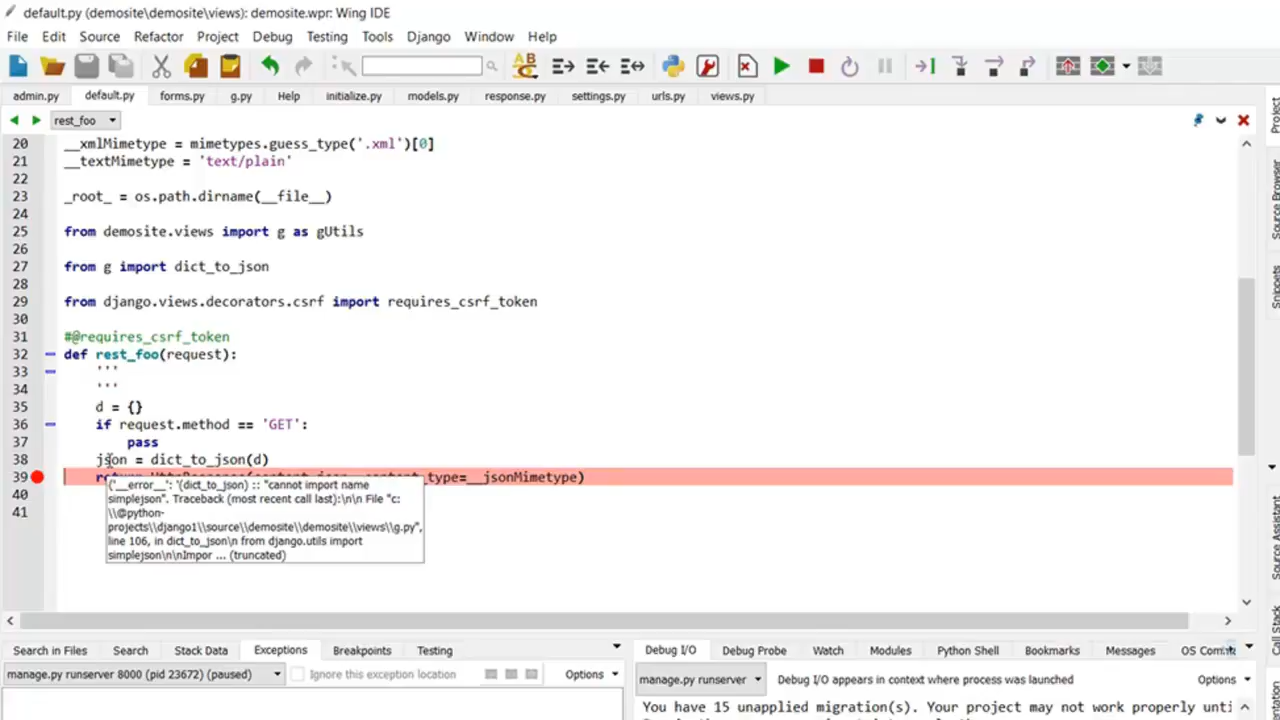 default.py (demosite\demosite\views): demosite.wpr: Wing IDE
File Edit Source Refactor Project Debug Testing Tools Django Window Help
admin.py default.py forms.py g.py Help initialize.py models.py response.py settings.py urls.py views.py
rest_foo
20 __xmlMimetype = mimetypes.guess_type('.xml')[0]
21 __textMimetype = 'text/plain'
22
23 _root_ = os.path.dirname(__file__)
24
25 from demosite.views import g as gUtils
26
27 from g import dict_to_json
28
29 from django.views.decorators.csrf import requires_csrf_token
30
31 #@requires_csrf_token
32 def rest_foo(request):
33 '''
34 '''
35 d = {}
36 if request.method == 'GET':
37 pass
38 json = dict_to_json(d)
39 return HttpResponse(content=json, content_type=__jsonMimetype)
40
41
{'__error__': '(dict_to_json) :: "cannot import name
simplejson". Traceback (most recent call last):\n\n File "c:
\\@python-
projects\\django1\\source\\demosite\\demosite\\views\\g.py",
line 106, in dict_to_json\n from django.utils import
simplejson\n\nImpor ... (truncated)
Project
Source Browser
Snippets
Source Assistant
Call Stack
Search in Files Search Stack Data Exceptions Breakpoints Testing
manage.py runserver 8000 (pid 23672) (paused) Ignore this exception location Options
Debug I/O Debug Probe Watch Modules Python Shell Bookmarks Messages OS Comm
manage.py runserver Debug I/O appears in context where process was launched Options
You have 15 unapplied migration(s). Your project may not work properly unti